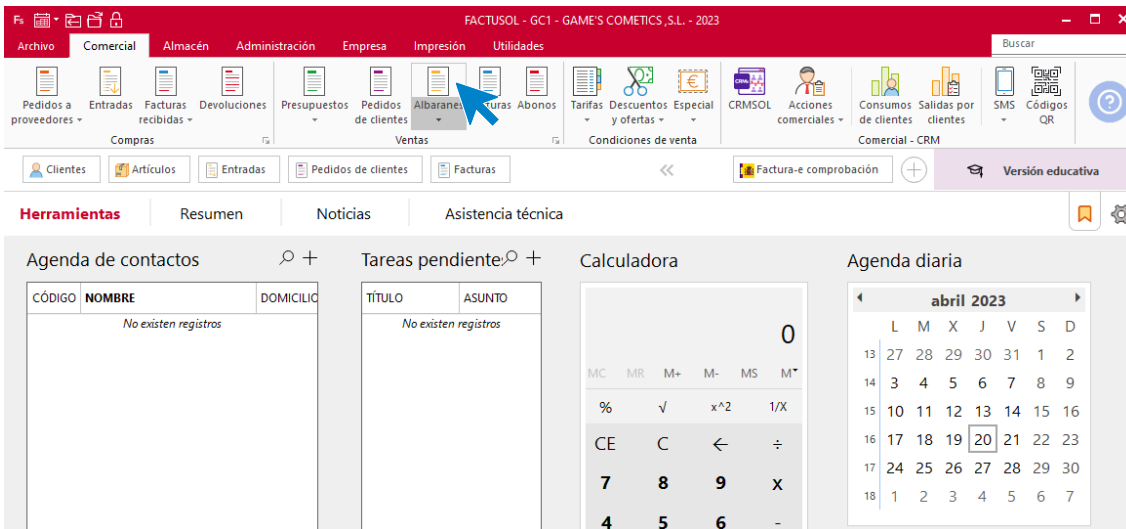 Fs
FACTUSOL - GC1 - GAME'S COMETICS ,S.L. - 2023
Archivo Comercial Almacén Administración Empresa Impresión Utilidades Buscar
Pedidos a proveedores Entradas Facturas recibidas Devoluciones Presupuestos Pedidos de clientes Abonos Tarifas Descuentos y ofertas Especial CRMSOL Acciones comerciales Consumos de clientes Salidas por clientes SMS Códigos QR
Compras Ventas Condiciones de venta Comercial - CRM
Clientes Artículos Entradas Pedidos de clientes Facturas Factura-e comprobación Versión educativa
Herramientas Resumen Noticias Asistencia técnica
Agenda de contactos Tareas pendientes Calculadora Agenda diaria
CÓDIGO NOMBRE DOMICILIO TÍTULO ASUNTO
No existen registros No existen registros
abril 2023
0
L M X J V S D
13 27 28 29 30 31 1 2
MC MR M+ M- MS M
14 3 4 5 6 7 8 9
% √ x^2 1/X
15 10 11 12 13 14 15 16
CE C ← ÷
16 17 18 19 20 21 22 23
17 24 25 26 27 28 29 30
7 8 9 x
18 1 2 3 4 5 6 7
4 5 6 -